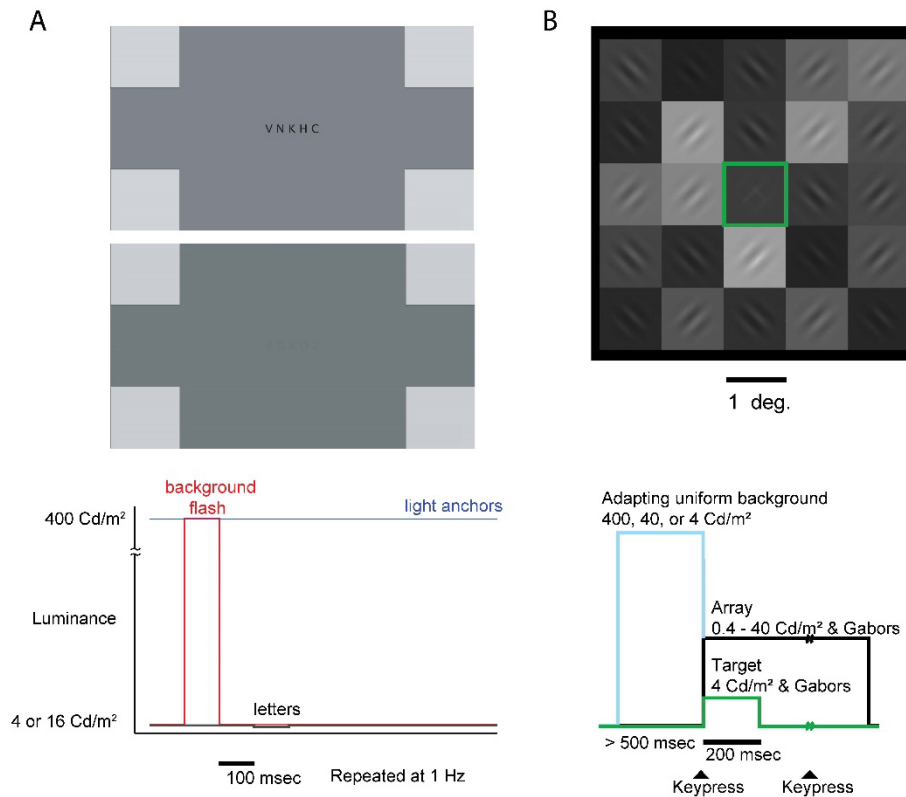 A
VNKHC
background
flash
light anchors
400 Cd/m²
Luminance
letters
4 or 16 Cd/m²
100 msec
Repeated at 1 Hz
B
1 deg.
Adapting uniform background
400, 40, or 4 Cd/m²
Array
0.4 - 40 Cd/m² & Gabors
Target
4 Cd/m² & Gabors
> 500 msec
200 msec
Keypress
Keypress